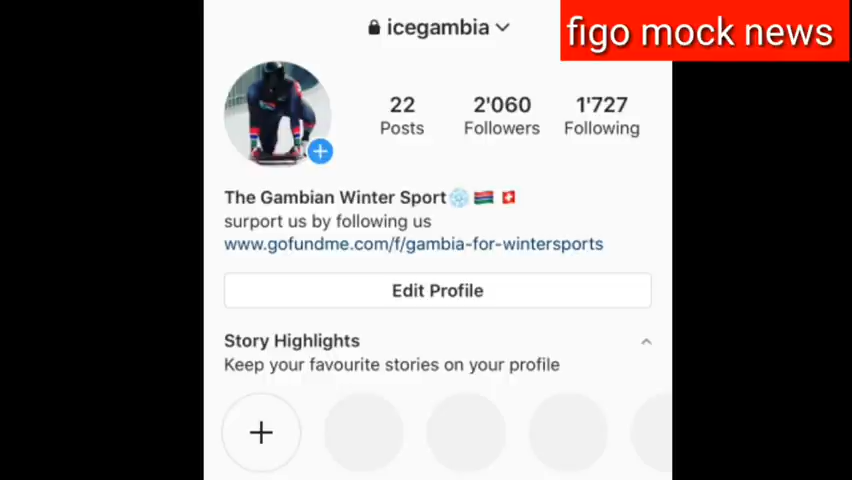 icegambia
figo mock news
22
2'060
1'727
Posts
Followers
Following
The Gambian Winter Sport
surport us by following us
www.gofundme.com/f/gambia-for-wintersports
Edit Profile
Story Highlights
Keep your favourite stories on your profile